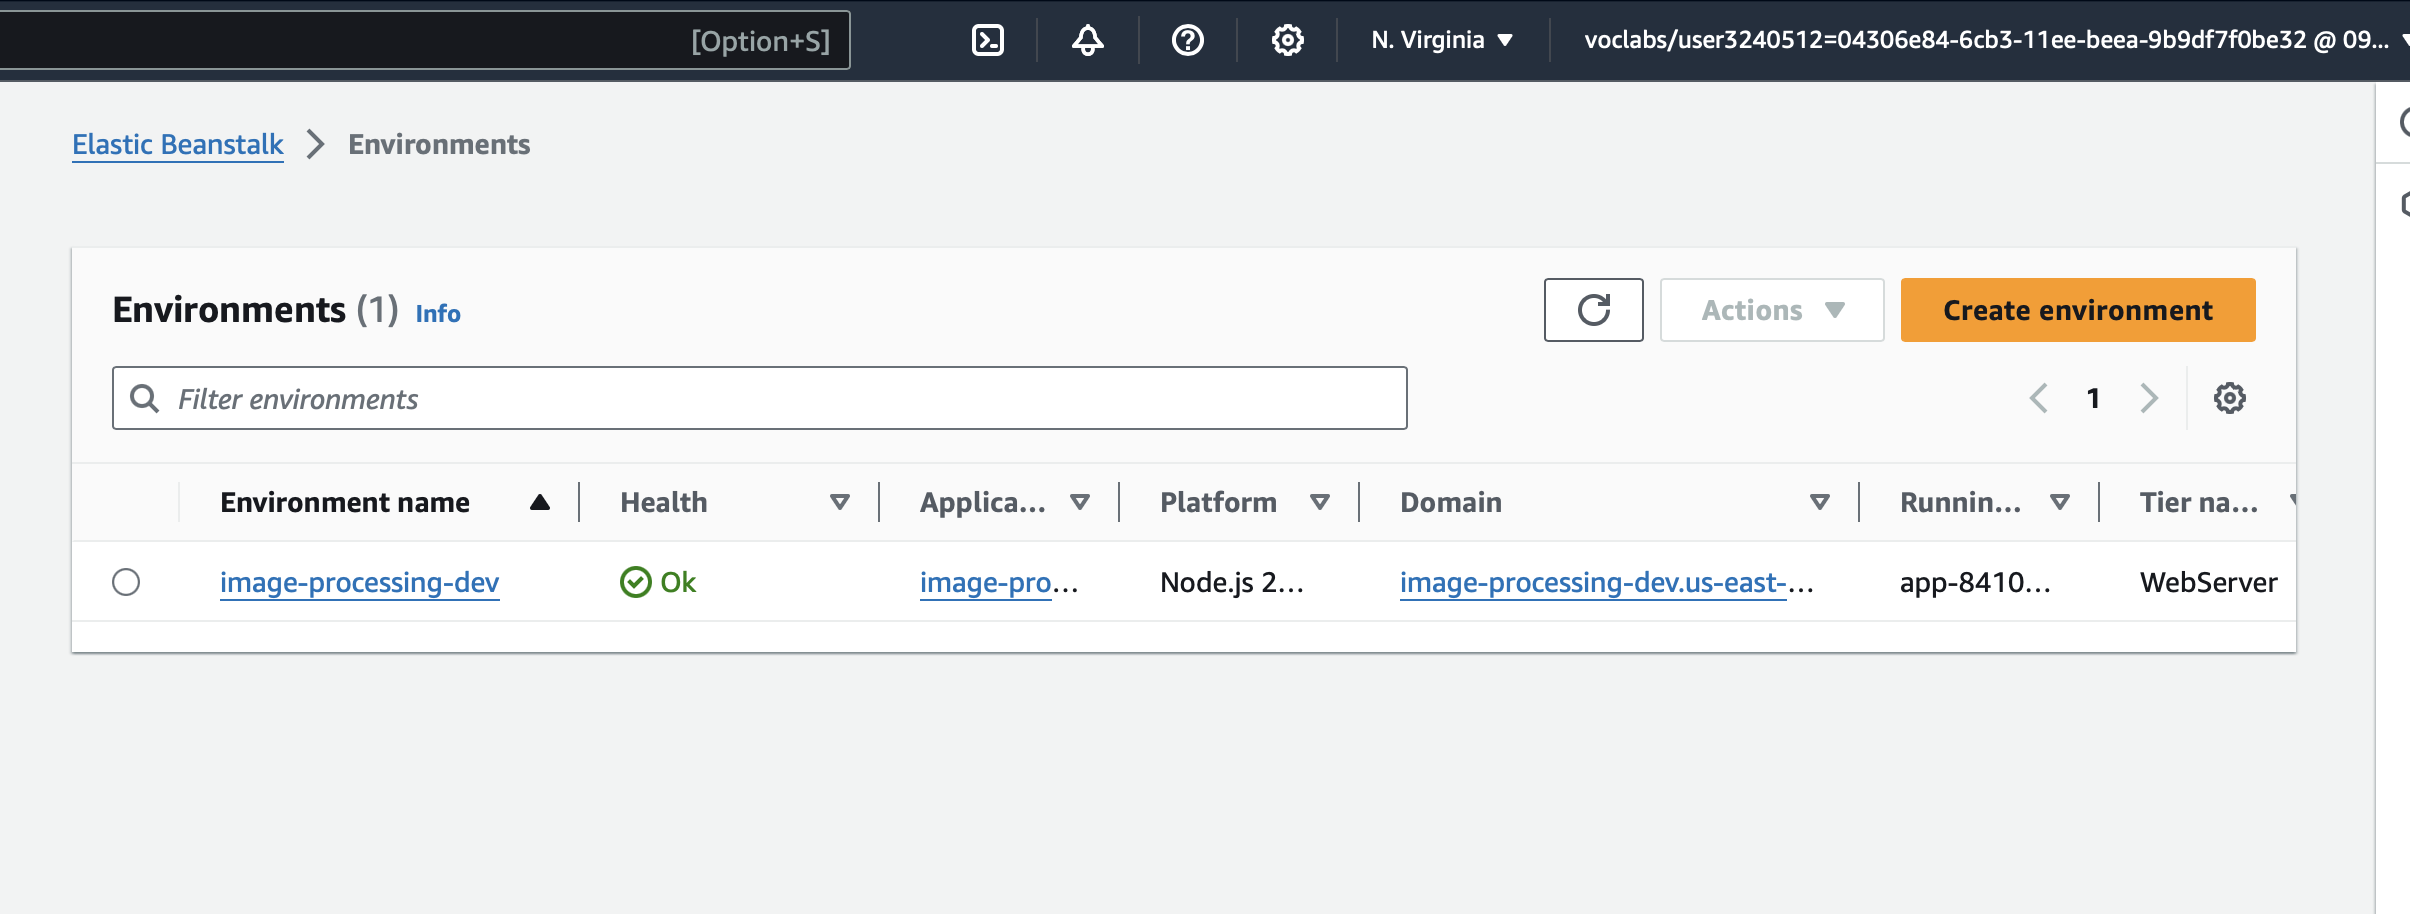 [Option+S] N. Virginia voclabs/user3240512=04306e84-6cb3-11ee-beea-9b9df7f0be32 @ 09...
Elastic Beanstalk Environments
Environments (1) Info Actions Create environment
Filter environments 1
Environment name Health Applica... Platform Domain Runnin... Tier na...
image-processing-dev Ok image-pro... Node.js 2... image-processing-dev.us-east-... app-8410... WebServer